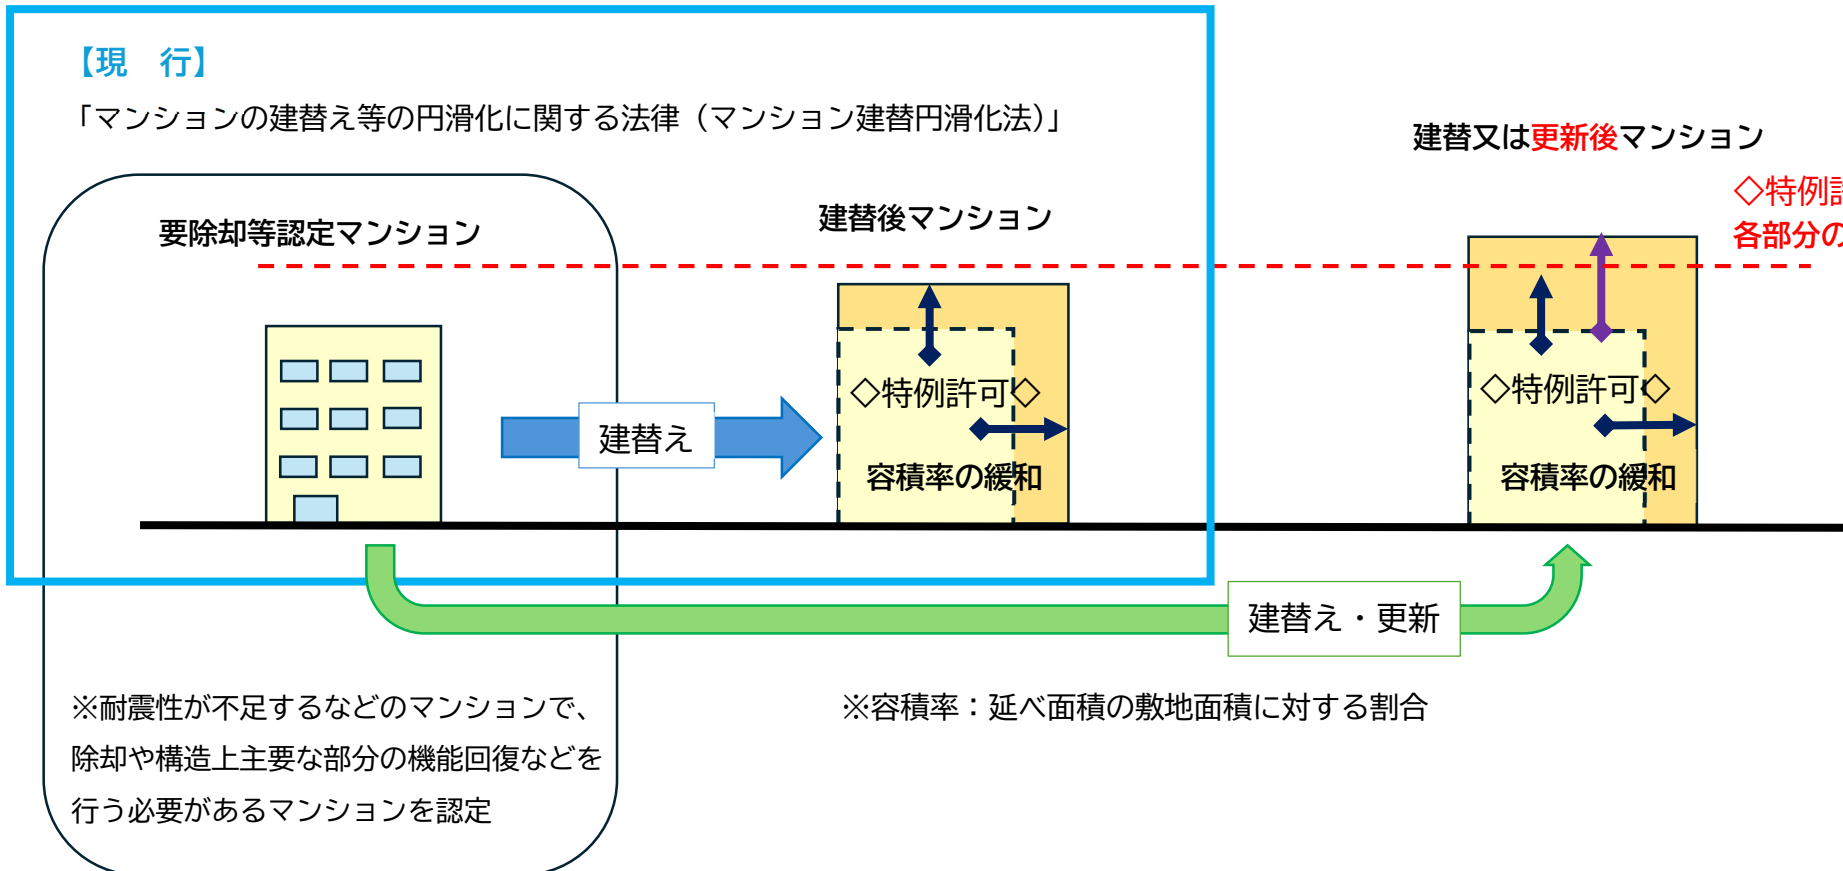 【現　行】
「マンションの建替え等の円滑化に関する法律（マンション建替円滑化法）」
建替又は更新後マンション
◇特例
各部分の
要除却等認定マンション
建替後マンション
建替え
◇特例許可◇
容積率の緩和
◇特例許可◇
容積率の緩和
建替え・更新
※耐震性が不足するなどのマンションで、
除却や構造上主要な部分の機能回復などを
行う必要があるマンションを認定
※容積率：延べ面積の敷地面積に対する割合